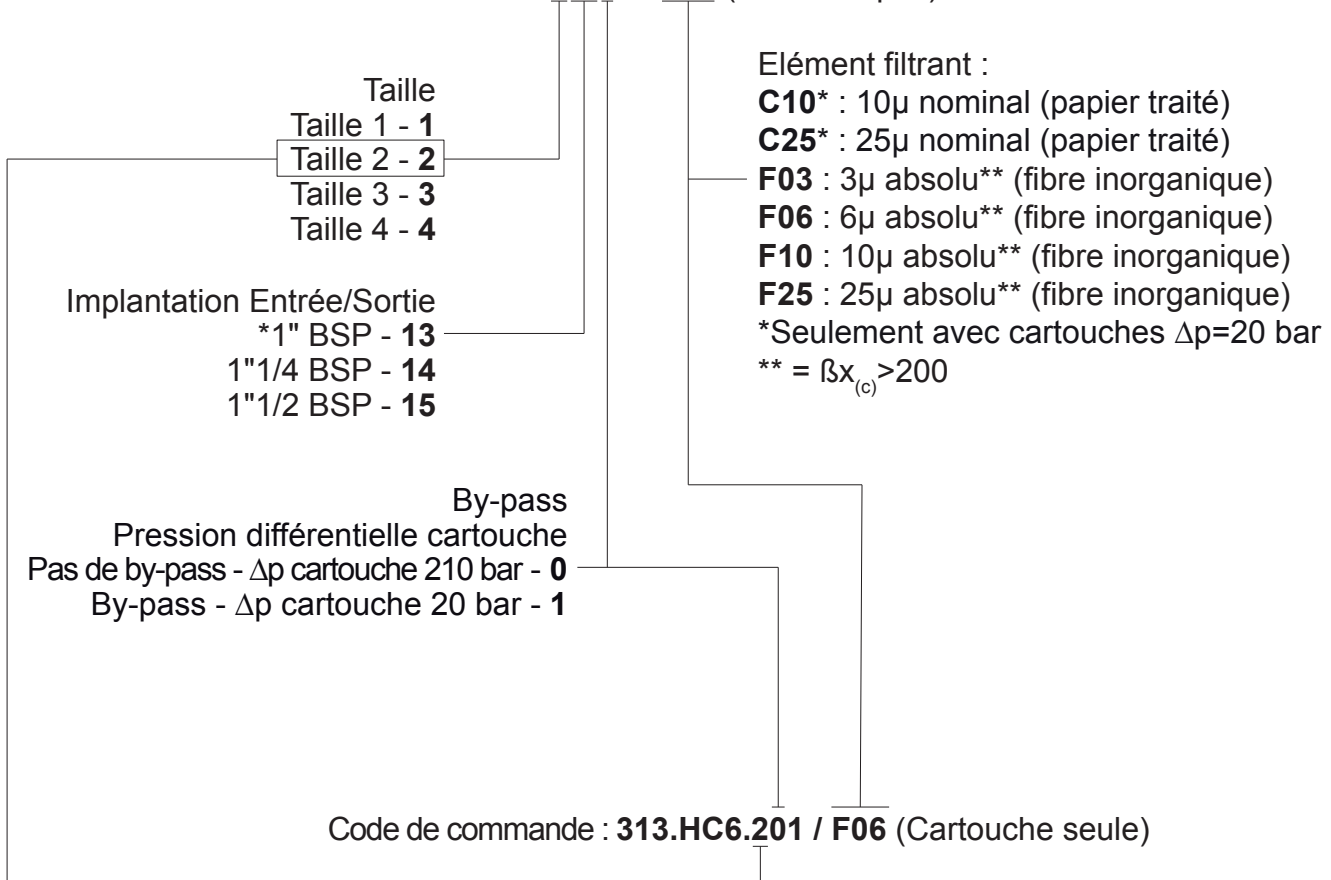 Taille
Taille 1 - 1
Taille 2 - 2
Taille 3 - 3
Taille 4 - 4
Implantation Entrée/Sortie
*1" BSP - 13
1"1/4 BSP - 14
1"1/2 BSP - 15
By-pass
Pression différentielle cartouche
Pas de by-pass - Δp cartouche 210 bar - 0
By-pass - Δp cartouche 20 bar - 1
Elément filtrant :
C10* : 10µ nominal (papier traité)
C25* : 25µ nominal (papier traité)
F03 : 3µ absolu** (fibre inorganique)
F06 : 6µ absolu** (fibre inorganique)
F10 : 10µ absolu** (fibre inorganique)
F25 : 25µ absolu** (fibre inorganique)
*Seulement avec cartouches Δp=20 bar
** = ßx(c)>200
Code de commande : 313.HC6.201 / F06 (Cartouche seule)